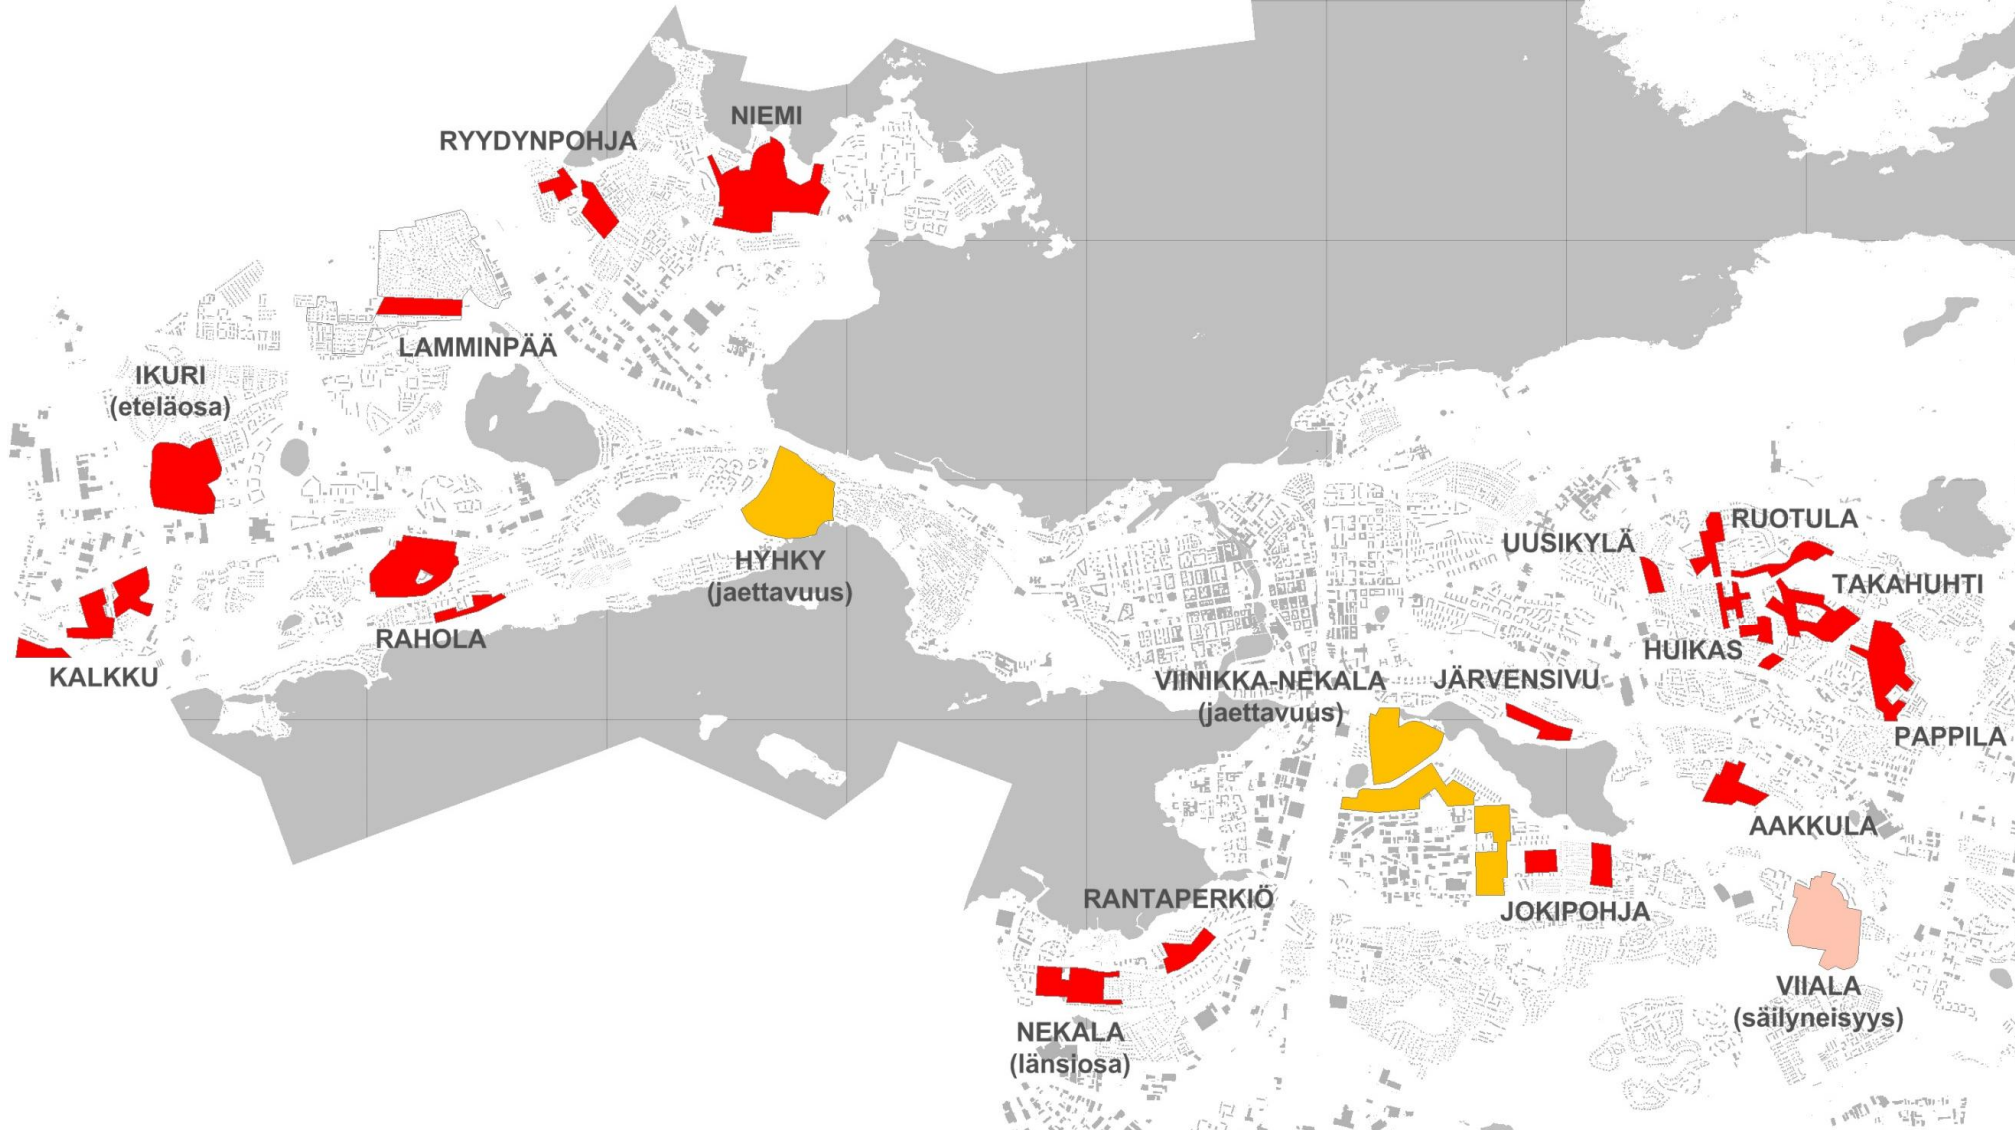 NIEMI
RYYDYNPOHJA
LAMMINPÄÄ
IKURI
(eteläosa)
RUOTULA
UUSIKYLÄ
HYHKY
(jaettavuus)
TAKAHUHTI
RAHOLA
HUIKAS
KALKKU
VIINIKKA-NEKALA
(jaettavuus)
JÄRVENSIVU
PAPPILA
AAKKULA
RANTAPERKIÖ
JOKIPOHJA
VIIALA
(säilyneisyys)
NEKALA
(länsiosa)